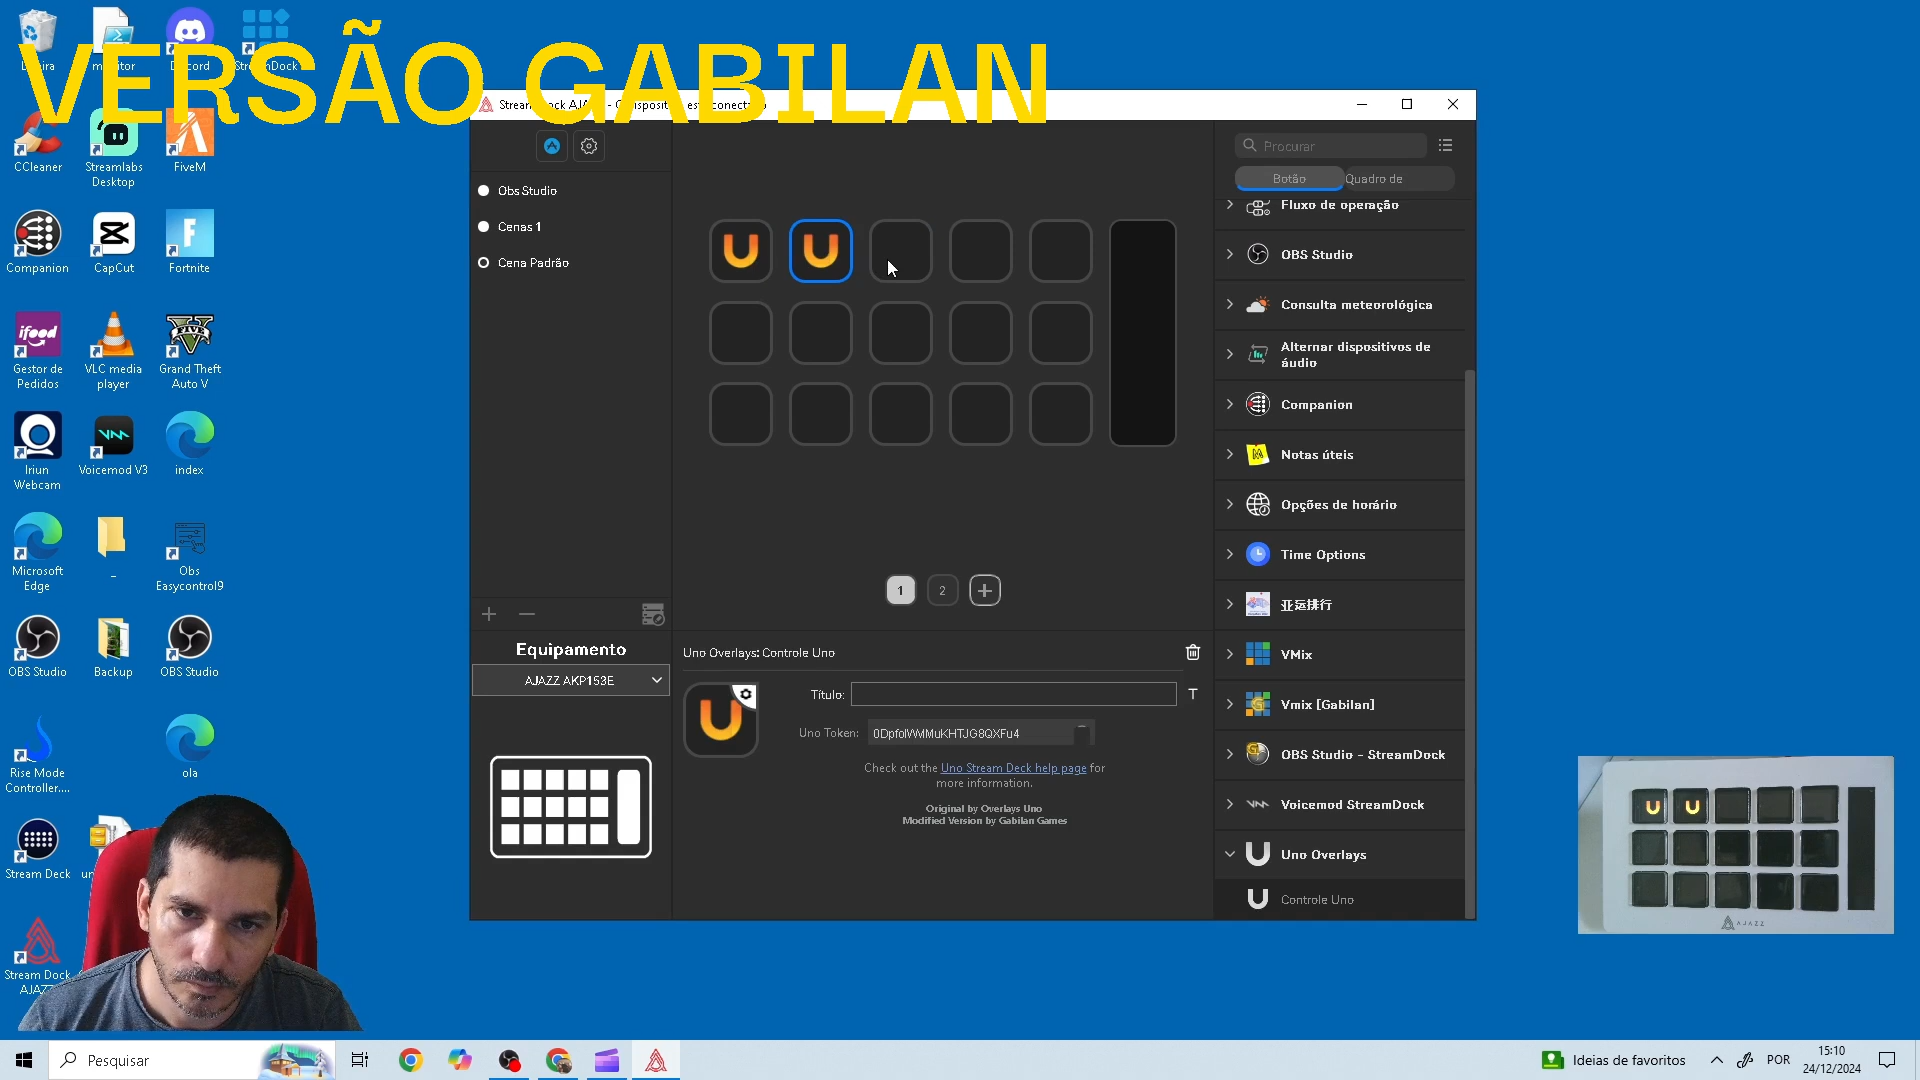 VERSÃO GABILAN
CCleaner
Streamlabs
Desktop
FiveM
Companion
CapCut
Fortnite
Gestor de
Pedidos
VLC media
player
Grand Theft
Auto V
Iriun
Webcam
Voicemod V3
index
Microsoft
Edge
_
Obs
Easycontrol9
OBS Studio
Backup
OBS Studio
Rise Mode
Controller....
ola
Stream Deck
Stream Dock
AJAZZ
Obs Studio
Cenas 1
Cena Padrão
Equipamento
AJAZZ AKP153E
1
2
Uno Overlays: Controle Uno
Título:
T
Uno Token:
0DpfolVWMuKHTJG8QXFu4
Check out the Uno Stream Deck help page for
more information.
Original by Overlays Uno
Modified Version by Gabilan Games
Procurar
Botão
Quadro de
Fluxo de operação
OBS Studio
Consulta meteorológica
Alternar dispositivos de
áudio
Companion
Notas úteis
Opções de horário
Time Options
亚运排行
VMix
Vmix [Gabilan]
OBS Studio - StreamDock
Voicemod StreamDock
Uno Overlays
Controle Uno
AJAZZ
Pesquisar
Ideias de favoritos
POR
15:10
24/12/2024